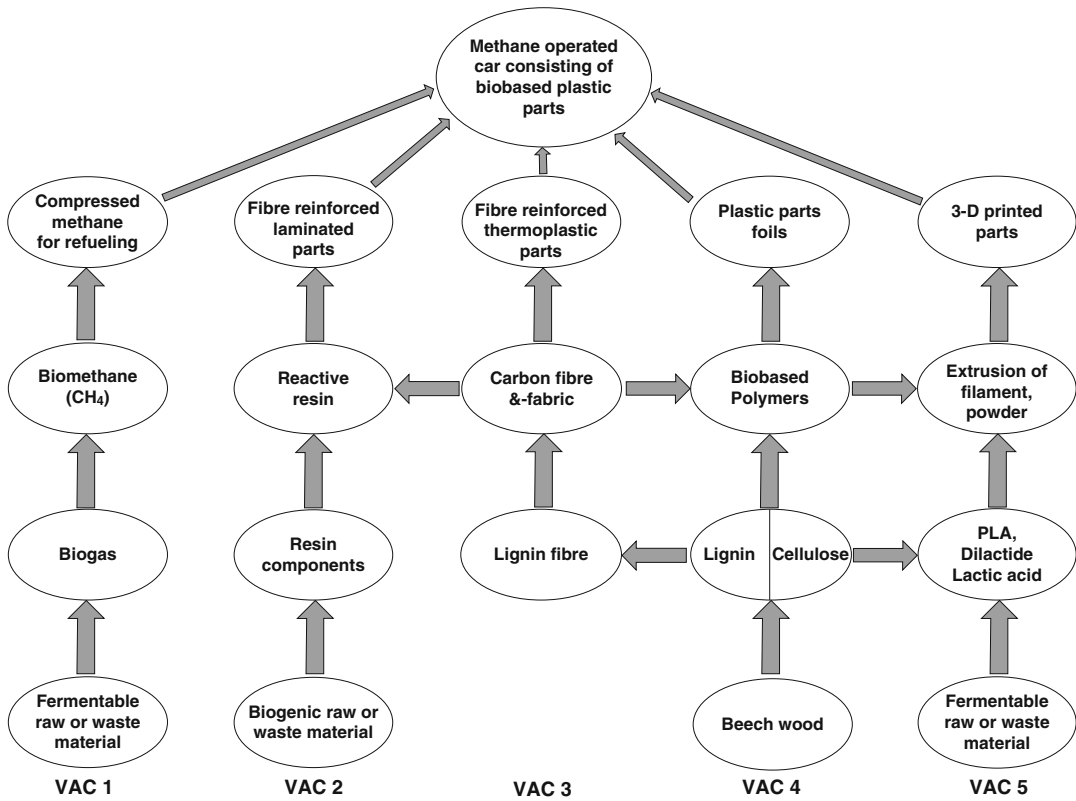 Methane operated
car consisting of
biobased plastic
parts
Compressed
methane
for refueling
Fibre reinforced
laminated
parts
Fibre reinforced
thermoplastic
parts
Plastic parts
foils
3-D printed
parts
Biomethane
(CH₄)
Reactive
resin
Carbon fibre
&-fabric
Biobased
Polymers
Extrusion of
filament,
powder
Biogas
Resin
components
Lignin fibre
Lignin
Cellulose
PLA,
Dilactide
Lactic acid
Fermentable
raw or waste
material
Biogenic raw or
waste material
Beech wood
Fermentable
raw or waste
material
VAC 1
VAC 2
VAC 3
VAC 4
VAC 5